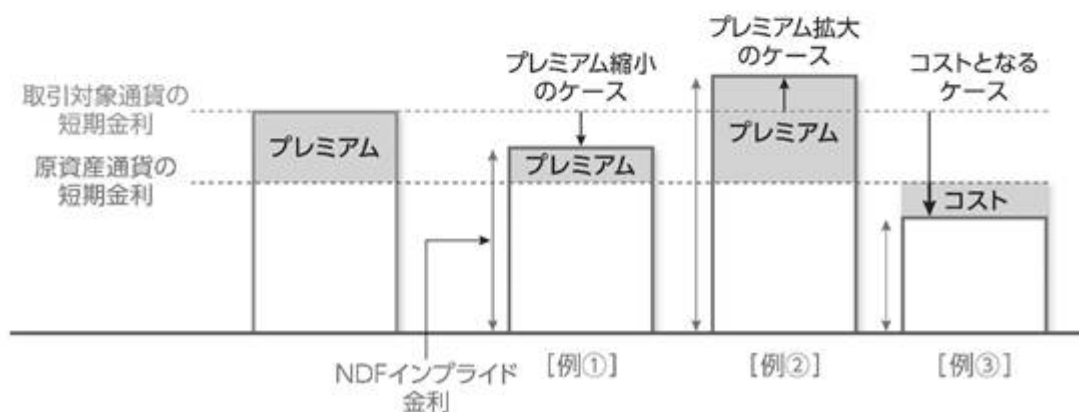 取引対象通貨の
短期金利
原資産通貨の
短期金利
プレミアム
プレミアム縮小
のケース
プレミアム
プレミアム拡大
のケース
プレミアム
コストとなる
ケース
コスト
NDFインプライド
金利
［例①］
［例②］
［例③］